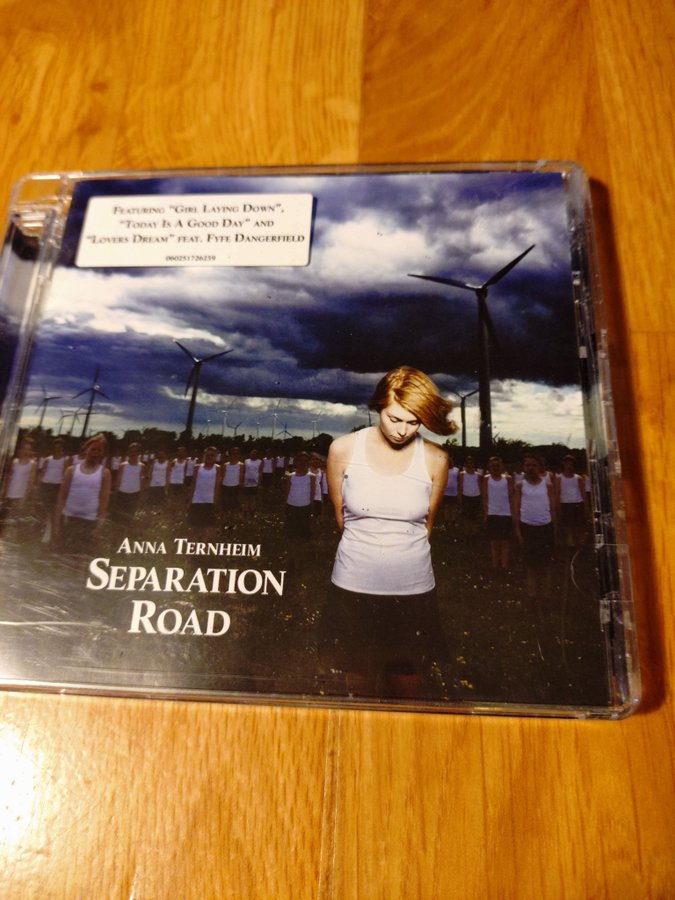 Featuring "Girl Laying Down",
"Today Is A Good Day" and
"Lovers Dream" feat. Fyfe Dangerfield
060251726259
Anna Ternheim
Separation
Road